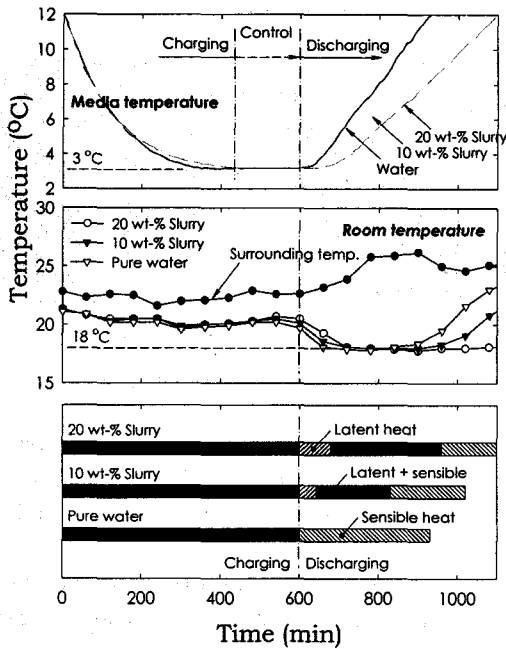 Temperature (°C)
12
10
8
6
4
2
Charging
Control
Discharging
Media temperature
3 °C
20 wt-% Slurry
10 wt-% Slurry
Water
30
25
20
15
20 wt-% Slurry
10 wt-% Slurry
Pure water
Room temperature
Surrounding temp.
18 °C
20 wt-% Slurry
Latent heat
10 wt-% Slurry
Latent + sensible
Pure water
Sensible heat
Charging
Discharging
0
200
400
600
800
1000
Time (min)